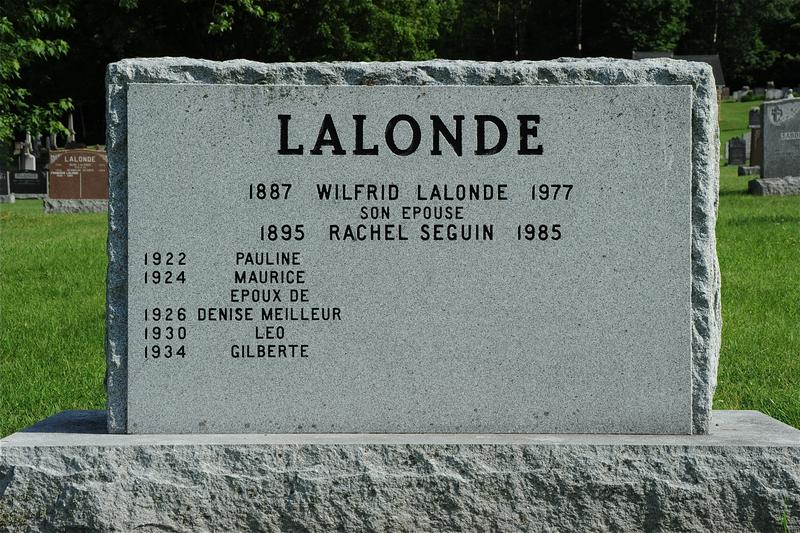 LALONDE
1887 WILFRID LALONDE 1977
SON EPOUSE
1895 RACHEL SEGUIN 1985
1922 PAULINE
1924 MAURICE
EPOUX DE
1926 DENISE MEILLEUR
1930 LEO
1934 GILBERTE
LALONDE